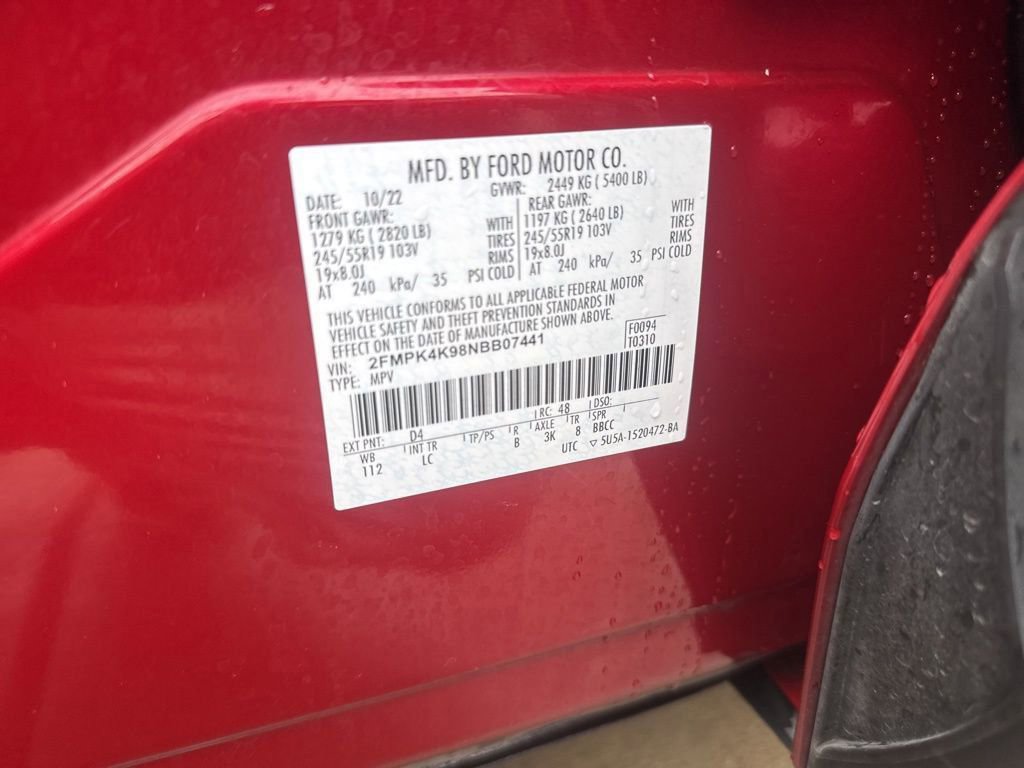 MFD. BY FORD MOTOR CO.
DATE: 10/22 GVWR: 2449 KG ( 5400 LB)
FRONT GAWR: REAR GAWR:
1279 KG ( 2820 LB) WITH 1197 KG ( 2640 LB) WITH
245/55R19 103V TIRES 245/55R19 103V TIRES
19x8.0J RIMS 19x8.0J RIMS
AT 240 kPa/ 35 PSI COLD AT 240 kPa/ 35 PSI COLD
THIS VEHICLE CONFORMS TO ALL APPLICABLE FEDERAL MOTOR
VEHICLE SAFETY AND THEFT PREVENTION STANDARDS IN
EFFECT ON THE DATE OF MANUFACTURE SHOWN ABOVE.
VIN: 2FMPK4K98NBB07441 F0094
TYPE: MPV T0310
EXT PNT: D4 RC: 48 DSO:
WB INT TR TP/PS R AXLE TR SPR
112 LC B 3K 8 BBCC
UTC ▽ 5U5A-1520472-BA